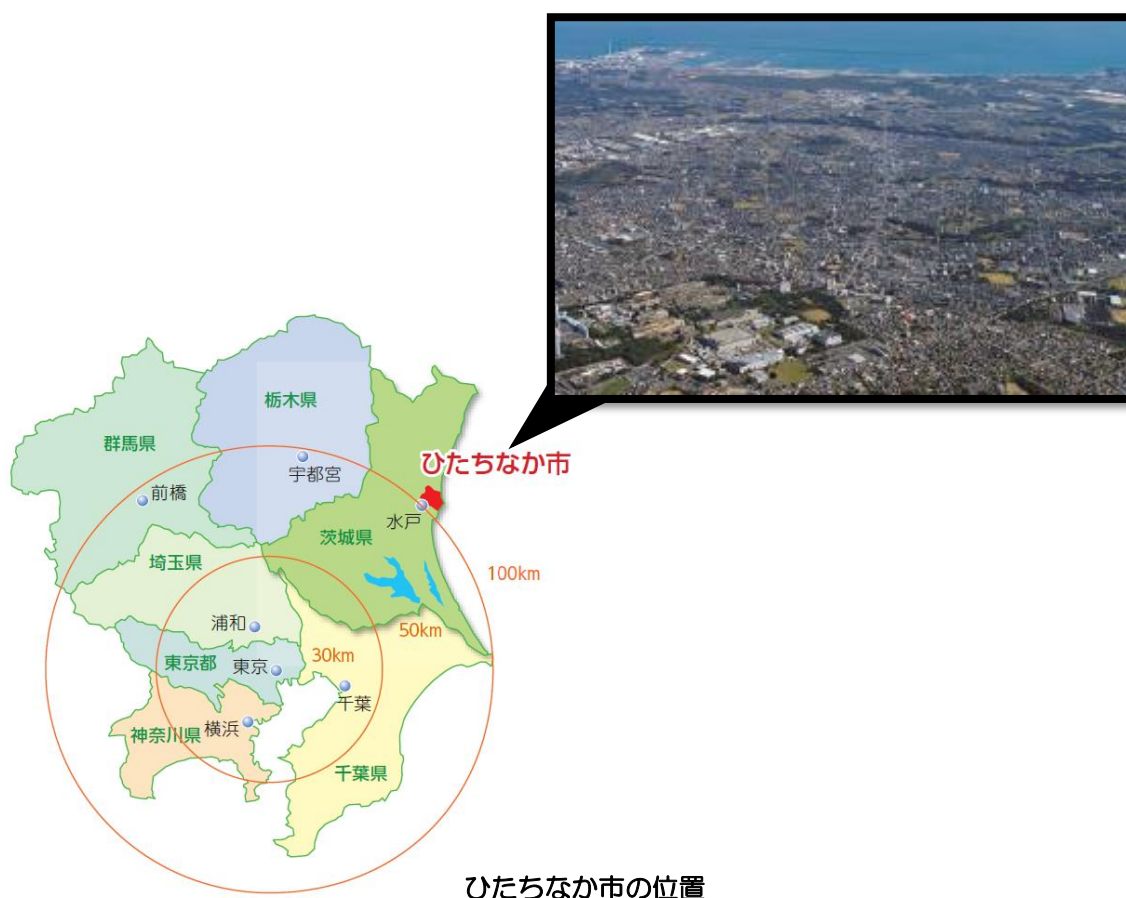 栃木県
群馬県
宇都宮
ひたちなか市
前橋
水戸
茨城県
埼玉県
100km
浦和
50km
東京都
東京
30km
千葉
横浜
神奈川県
千葉県
ひたちなか市の位置